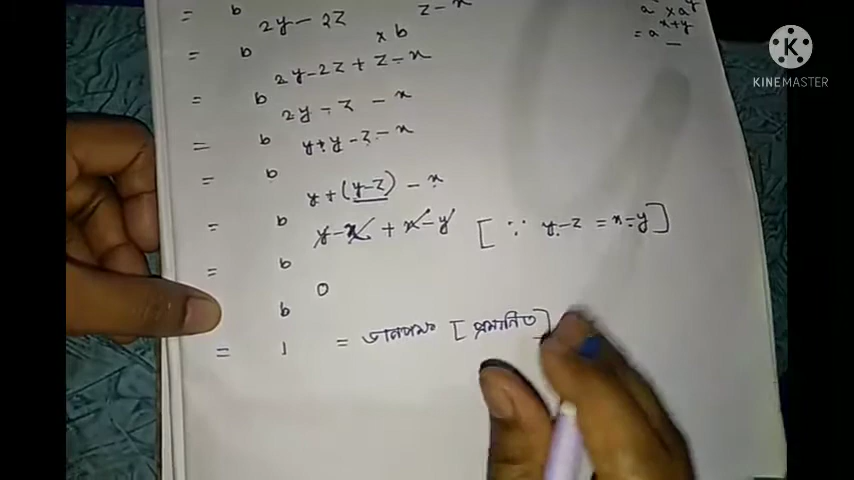 = b^{2y-2z} × b^{z-x}
a^x × a^y
= a^{x+y}
= b^{2y-2z+z-x}
= b^{2y-z-x}
= b^{y+y-z-x}
= b^{y+(y-z)-x}
= b^{y-x+x-y} [∵ y-z = x-y]
= b^0
= 1 = ডানপক্ষ [প্রমানিত]
K
KINEMASTER